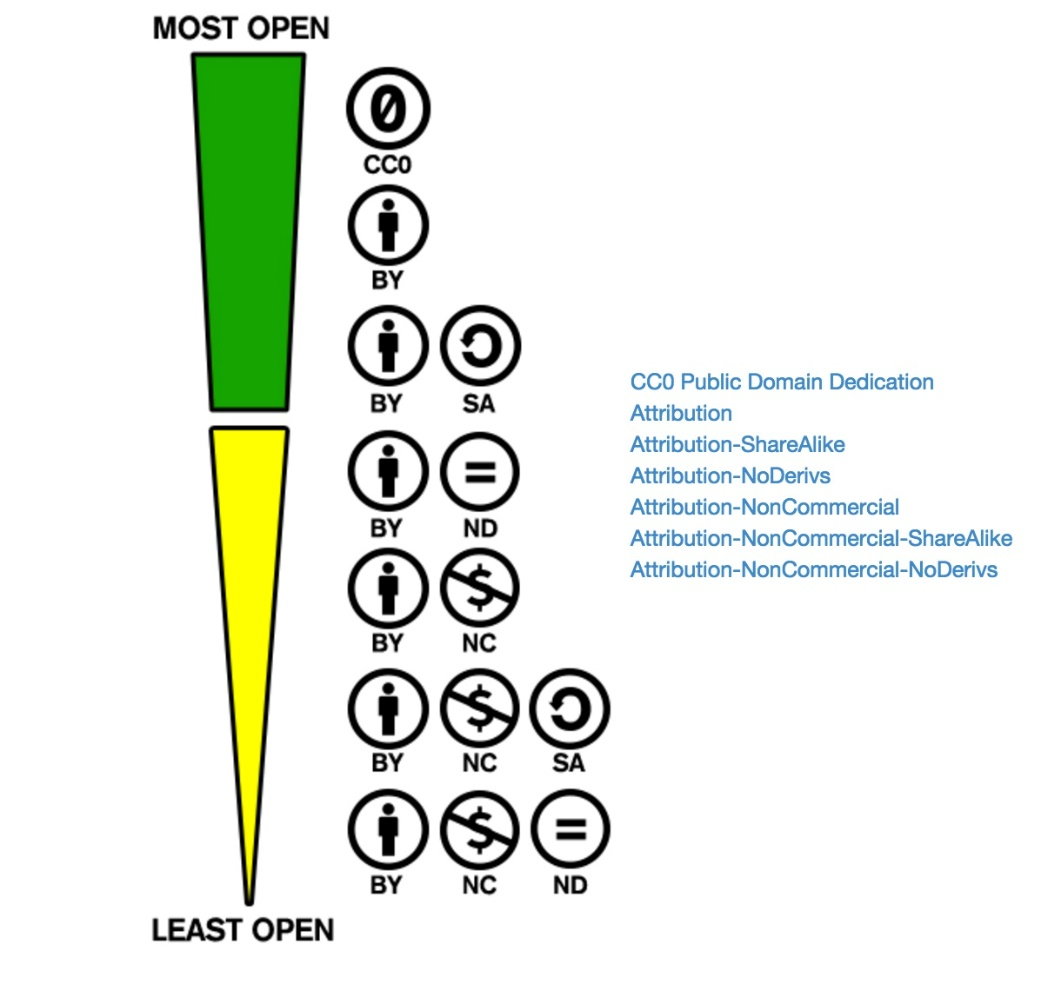 MOST OPEN
0
CC0
BY
BY SA
BY ND
BY NC
BY NC SA
BY NC ND
LEAST OPEN
CC0 Public Domain Dedication
Attribution
Attribution-ShareAlike
Attribution-NoDerivs
Attribution-NonCommercial
Attribution-NonCommercial-ShareAlike
Attribution-NonCommercial-NoDerivs